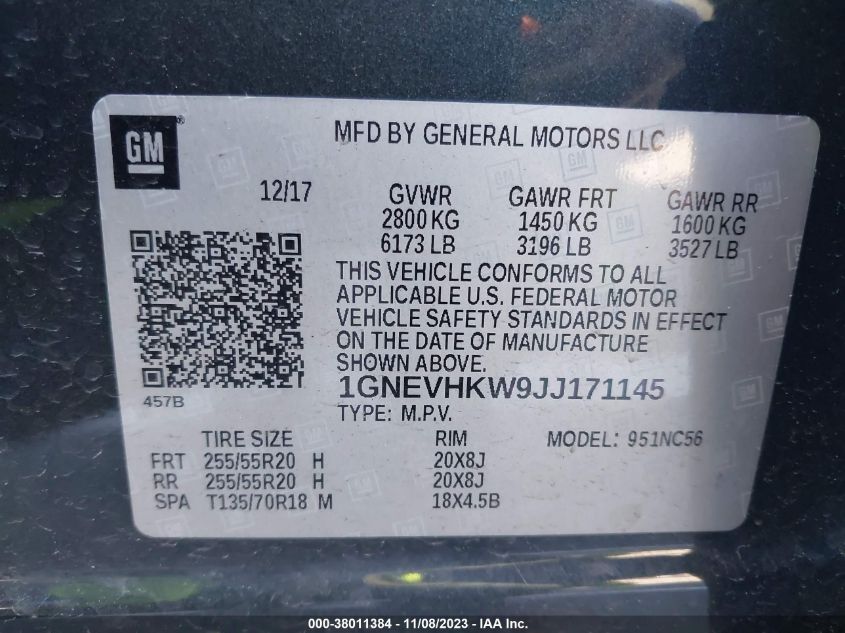 GM ®
MFD BY GENERAL MOTORS LLC
12/17 GVWR GAWR FRT GAWR RR
2800 KG 1450 KG 1600 KG
6173 LB 3196 LB 3527 LB
THIS VEHICLE CONFORMS TO ALL
APPLICABLE U.S. FEDERAL MOTOR
VEHICLE SAFETY STANDARDS IN EFFECT
ON THE DATE OF MANUFACTURE
SHOWN ABOVE.
1GNEVHKW9JJ171145
457B
TYPE: M.P.V.
TIRE SIZE RIM MODEL: 951NC56
FRT 255/55R20 H 20X8J
RR 255/55R20 H 20X8J
SPA T135/70R18 M 18X4.5B
000-38011384 - 11/08/2023 - IAA Inc.